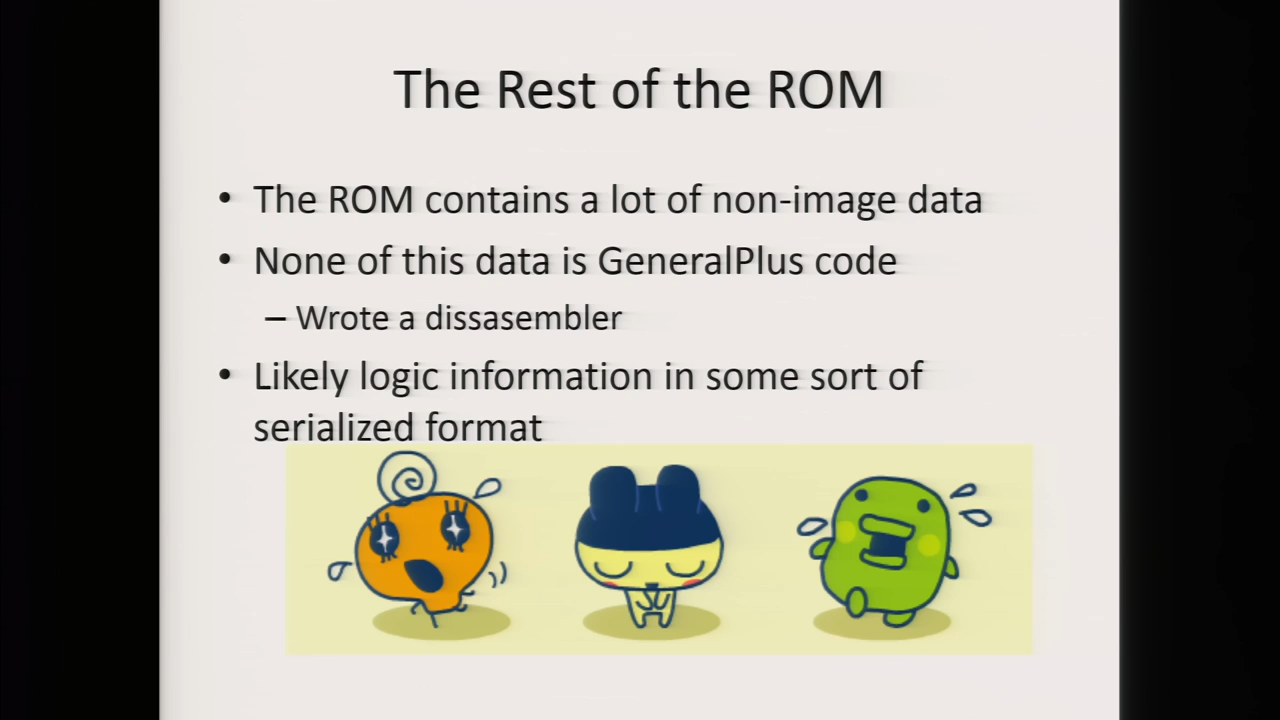 The Rest of the ROM
• The ROM contains a lot of non-image data
• None of this data is GeneralPlus code
– Wrote a dissasembler
• Likely logic information in some sort of
serialized format